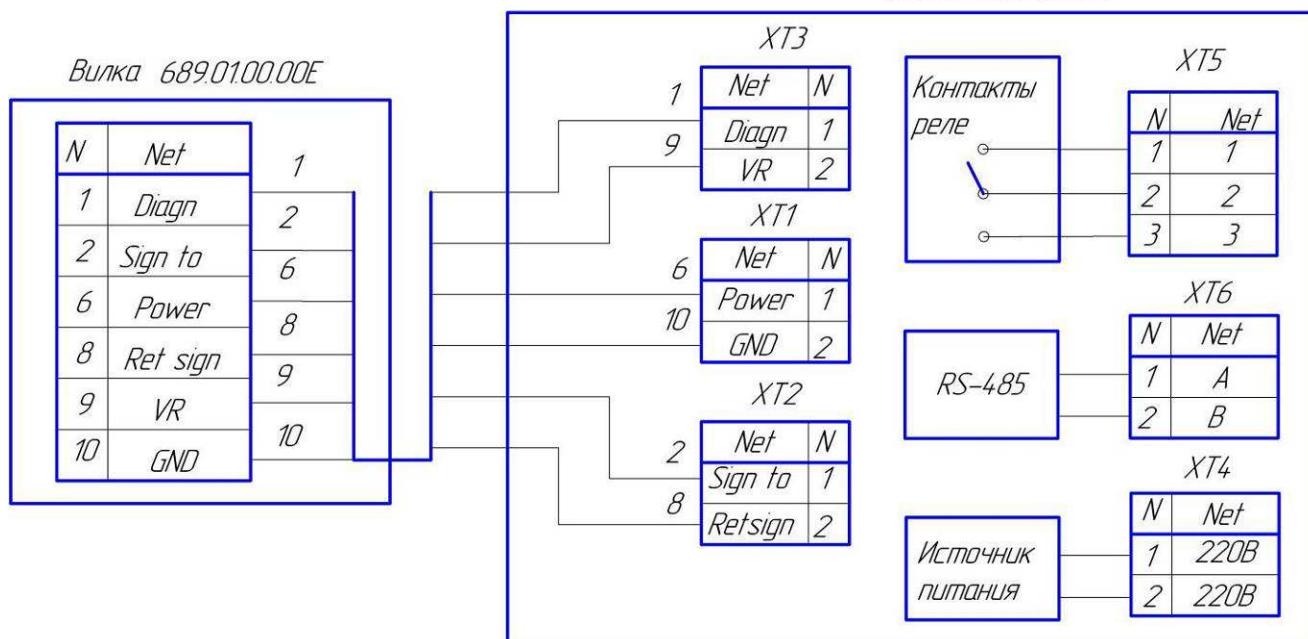 Вилка 689.01.00.00Е
N Net
1 Diagn
2 Sign to
6 Power
8 Ret sign
9 VR
10 GND
1
2
6
8
9
10
XT3
1
9
Net N
Diagn 1
VR 2
XT1
6
10
Net N
Power 1
GND 2
XT2
2
8
Net N
Sign to 1
Retsign 2
Контакты
реле
XT5
N Net
1 1
2 2
3 3
RS-485
XT6
N Net
1 A
2 B
Источник
питания
XT4
N Net
1 220В
2 220В